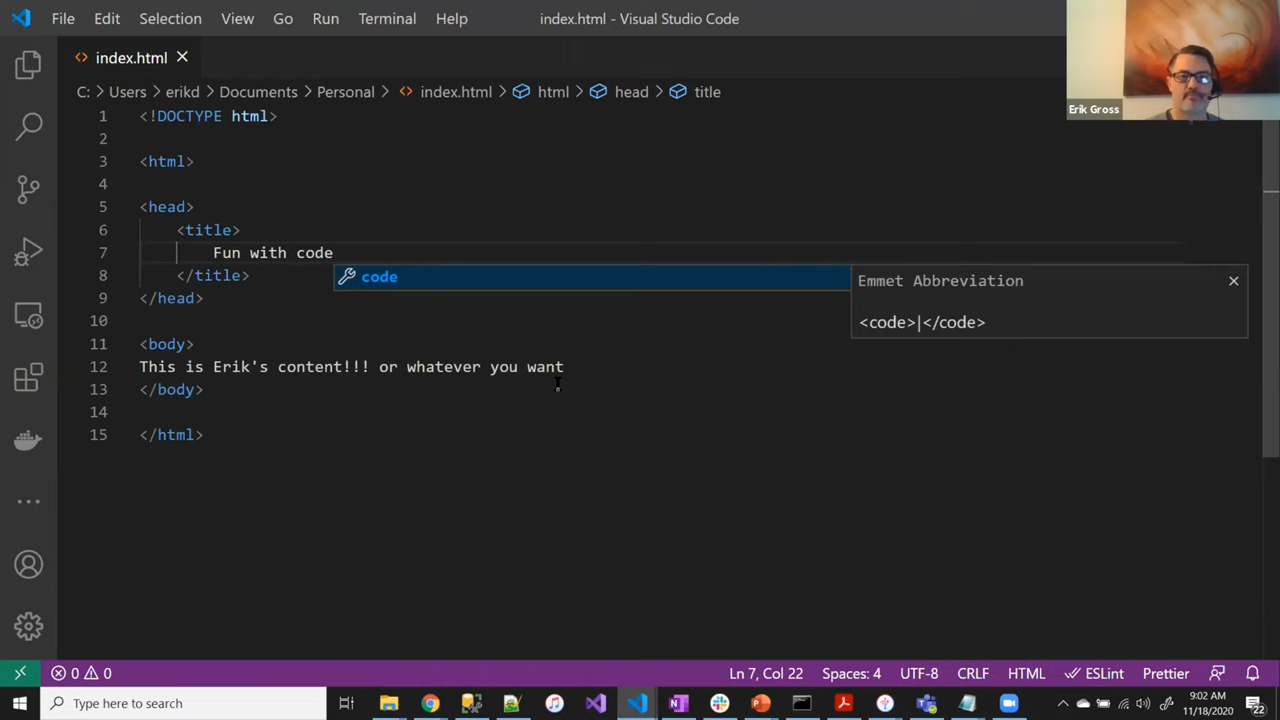 File Edit Selection View Go Run Terminal Help index.html - Visual Studio Code
index.html
C: > Users > erikd > Documents > Personal > index.html > html > head > title
Erik Gross
1 <!DOCTYPE html>
2
3 <html>
4
5 <head>
6 <title>
7 Fun with code
8 </title>
code
Emmet Abbreviation
<code>|</code>
9 </head>
10
11 <body>
12 This is Erik's content!!! or whatever you want
13 </body>
14
15 </html>
0 0 Ln 7, Col 22 Spaces: 4 UTF-8 CRLF HTML ESLint Prettier
Type here to search
9:02 AM
11/18/2020
22